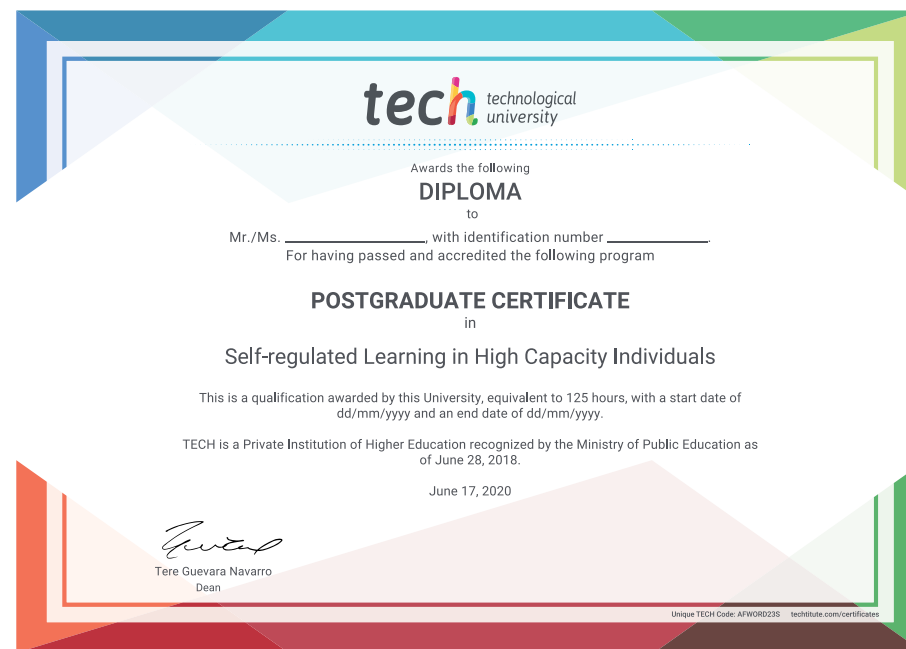 tech technological
university
Awards the following
DIPLOMA
to
Mr./Ms. ____________________, with identification number ______________.
For having passed and accredited the following program
POSTGRADUATE CERTIFICATE
in
Self-regulated Learning in High Capacity Individuals
This is a qualification awarded by this University, equivalent to 125 hours, with a start date of
dd/mm/yyyy and an end date of dd/mm/yyyy.
TECH is a Private Institution of Higher Education recognized by the Ministry of Public Education as
of June 28, 2018.
June 17, 2020
Tere Guevara Navarro
Dean
Unique TECH Code: AFWORD23S techtitute.com/certificates